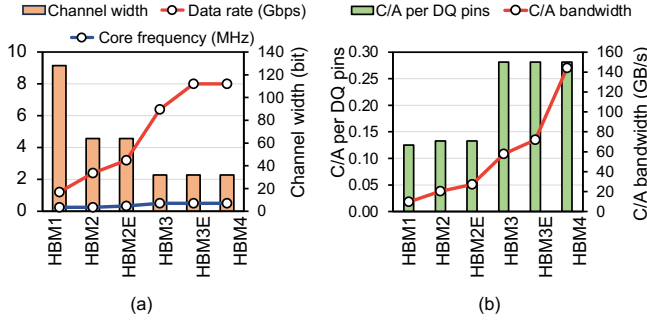 Channel width Data rate (Gbps)
Core frequency (MHz)
10
8
6
4
2
0
140
120
100
80
60
40
20
0
Channel width (bit)
HBM1
HBM2
HBM2E
HBM3
HBM3E
HBM4
(a)
C/A per DQ pins C/A bandwidth
C/A per DQ pins
0.30
0.25
0.20
0.15
0.10
0.05
0.00
160
140
120
100
80
60
40
20
0
C/A bandwidth (GB/s)
HBM1
HBM2
HBM2E
HBM3
HBM3E
HBM4
(b)